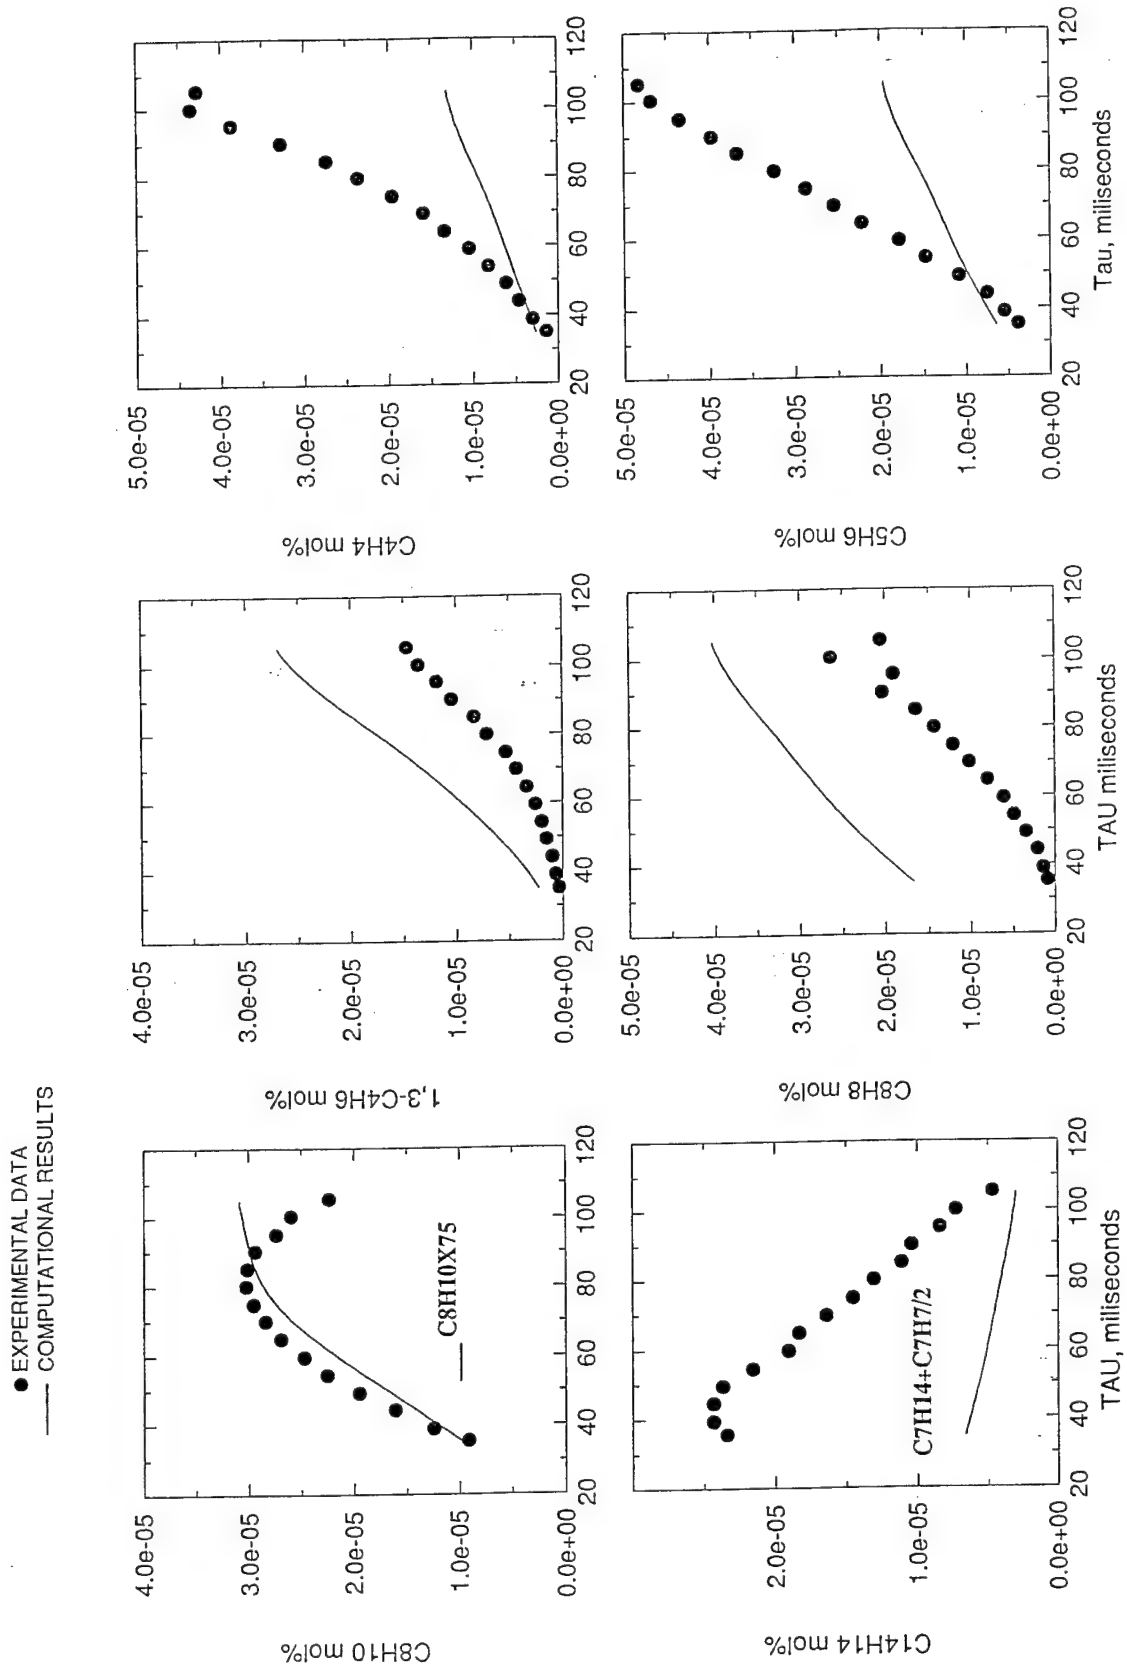 ● EXPERIMENTAL DATA
— COMPUTATIONAL RESULTS
C8H10 mol%
4.0e-05
3.0e-05
2.0e-05
1.0e-05
0.0e+00
C8H10X75
20 40 60 80 100 120
1,3-C4H6 mol%
4.0e-05
3.0e-05
2.0e-05
1.0e-05
0.0e+00
20 40 60 80 100 120
C4H4 mol%
5.0e-05
4.0e-05
3.0e-05
2.0e-05
1.0e-05
0.0e+00
20 40 60 80 100 120
C14H14 mol%
2.0e-05
1.0e-05
0.0e+00
C7H14+C7H7/2
20 40 60 80 100 120
TAU, miliseconds
C8H8 mol%
5.0e-05
4.0e-05
3.0e-05
2.0e-05
1.0e-05
0.0e+00
20 40 60 80 100 120
TAU miliseconds
C5H6 mol%
5.0e-05
4.0e-05
3.0e-05
2.0e-05
1.0e-05
0.0e+00
20 40 60 80 100 120
Tau, miliseconds